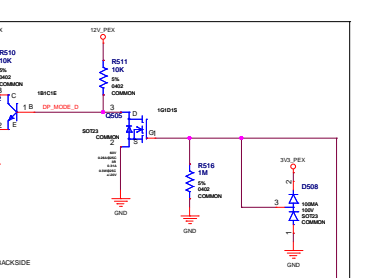 12V_PEX
R510
10K
5%
0402
COMMON
R511
10K
5%
0402
COMMON
1B1C1E
C
1 B
E
DP_MODE_D
3
D
1G1D1S
Q505
G
1
SOT23
COMMON
2
S
60V
GND
R516
1M
5%
0402
COMMON
GND
3V3_PEX
2
D508
3
100MA
100V
SOT23
COMMON
1
GND
BACKSIDE